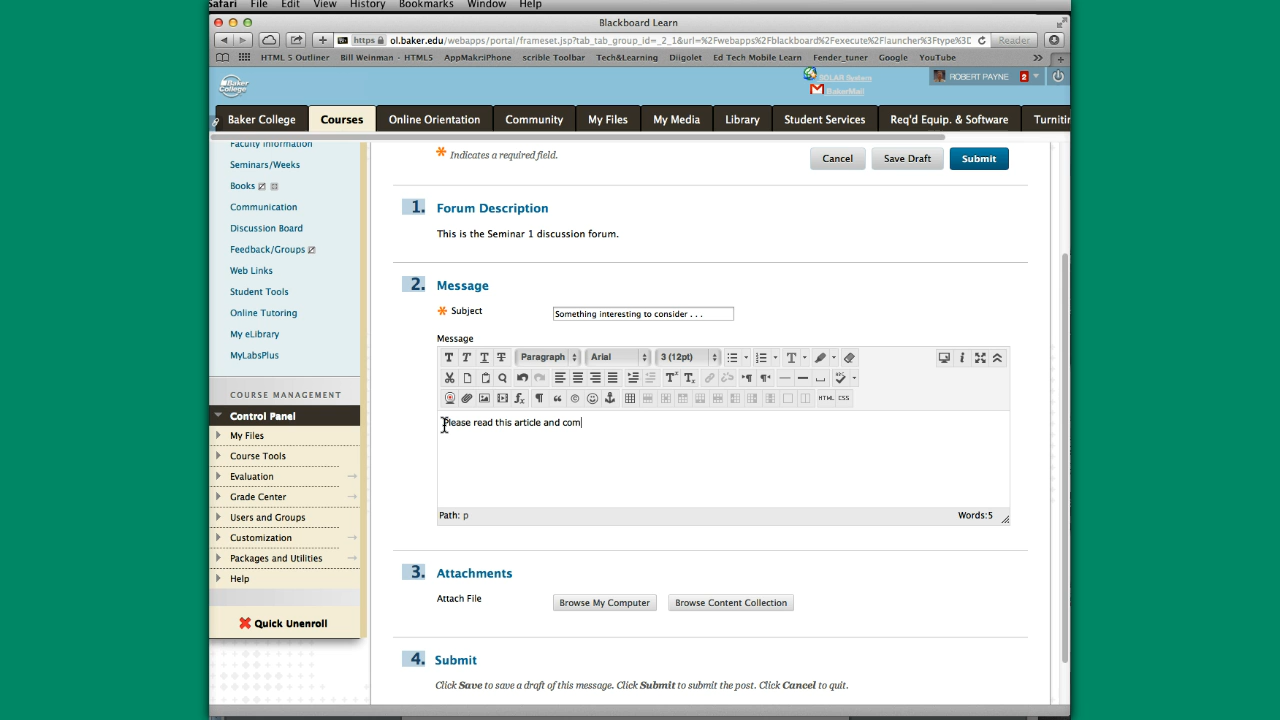 Safari File Edit View History Bookmarks Window Help
Blackboard Learn
https ol.baker.edu/webapps/portal/frameset.jsp?tab_tab_group_id=_2_1&url=%2Fwebapps%2Fblackboard%2Fexecute%2Flauncher%3Ftype%3D Reader
HTML 5 Outliner Bill Weinman - HTML5 AppMakr:iPhone scrible Toolbar Tech&Learning Diigolet Ed Tech Mobile Learn Fender_tuner Google YouTube
Baker College
SOLAR System
BakerMail
ROBERT PAYNE 2
Baker College Courses Online Orientation Community My Files My Media Library Student Services Req'd Equip. & Software Turniti
Faculty Information
Seminars/Weeks
Books
Communication
Discussion Board
Feedback/Groups
Web Links
Student Tools
Online Tutoring
My eLibrary
MyLabsPlus
COURSE MANAGEMENT
Control Panel
My Files
Course Tools
Evaluation
Grade Center
Users and Groups
Customization
Packages and Utilities
Help
Quick Unenroll
* Indicates a required field.
Cancel Save Draft Submit
1. Forum Description
This is the Seminar 1 discussion forum.
2. Message
* Subject Something interesting to consider . . .
Message
T T T T Paragraph Arial 3 (12pt) T
ABC
HTML CSS
Please read this article and com
Path: p Words:5
3. Attachments
Attach File Browse My Computer Browse Content Collection
4. Submit
Click Save to save a draft of this message. Click Submit to submit the post. Click Cancel to quit.